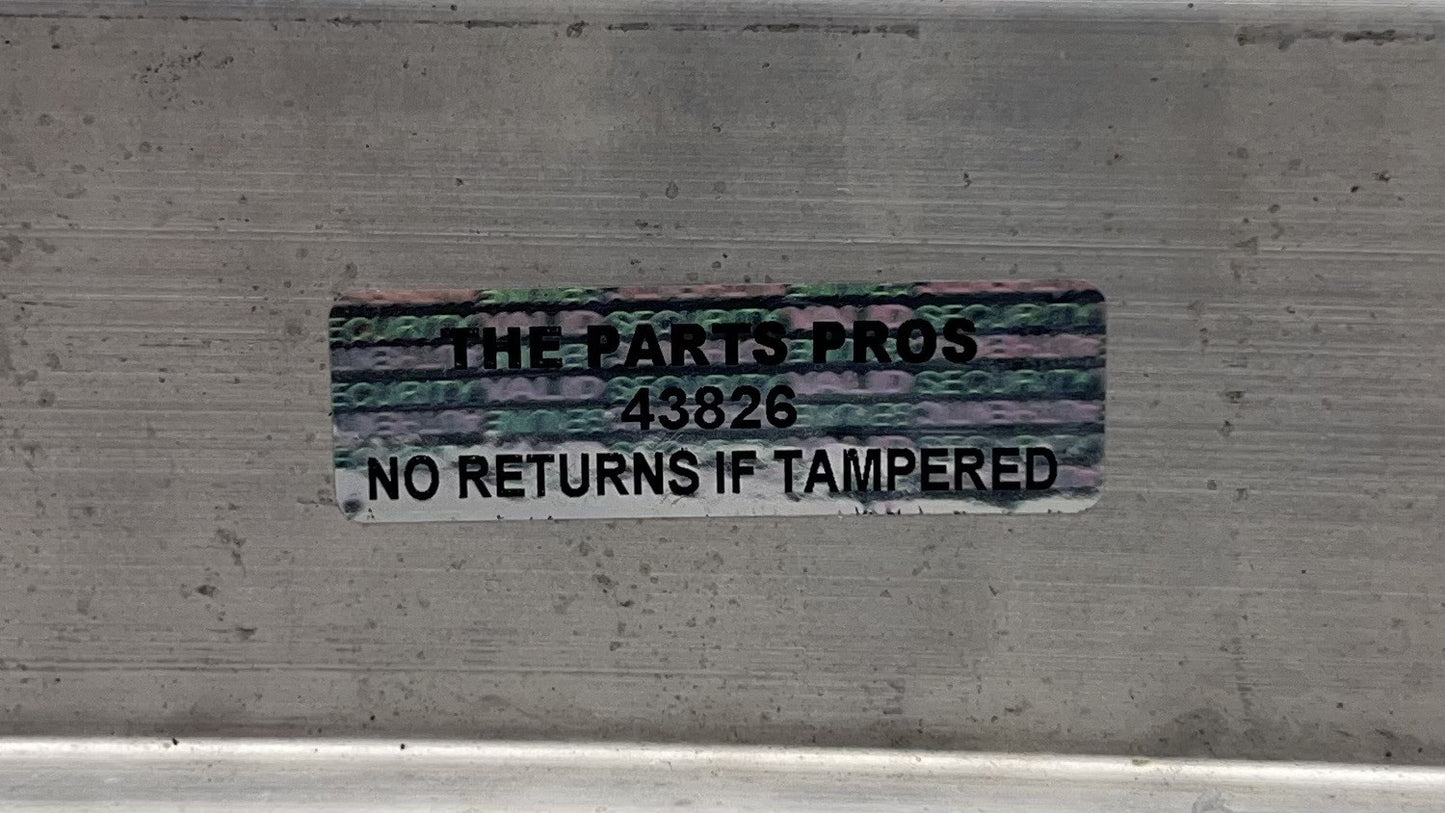 THE PARTS PROS
43826
NO RETURNS IF TAMPERED